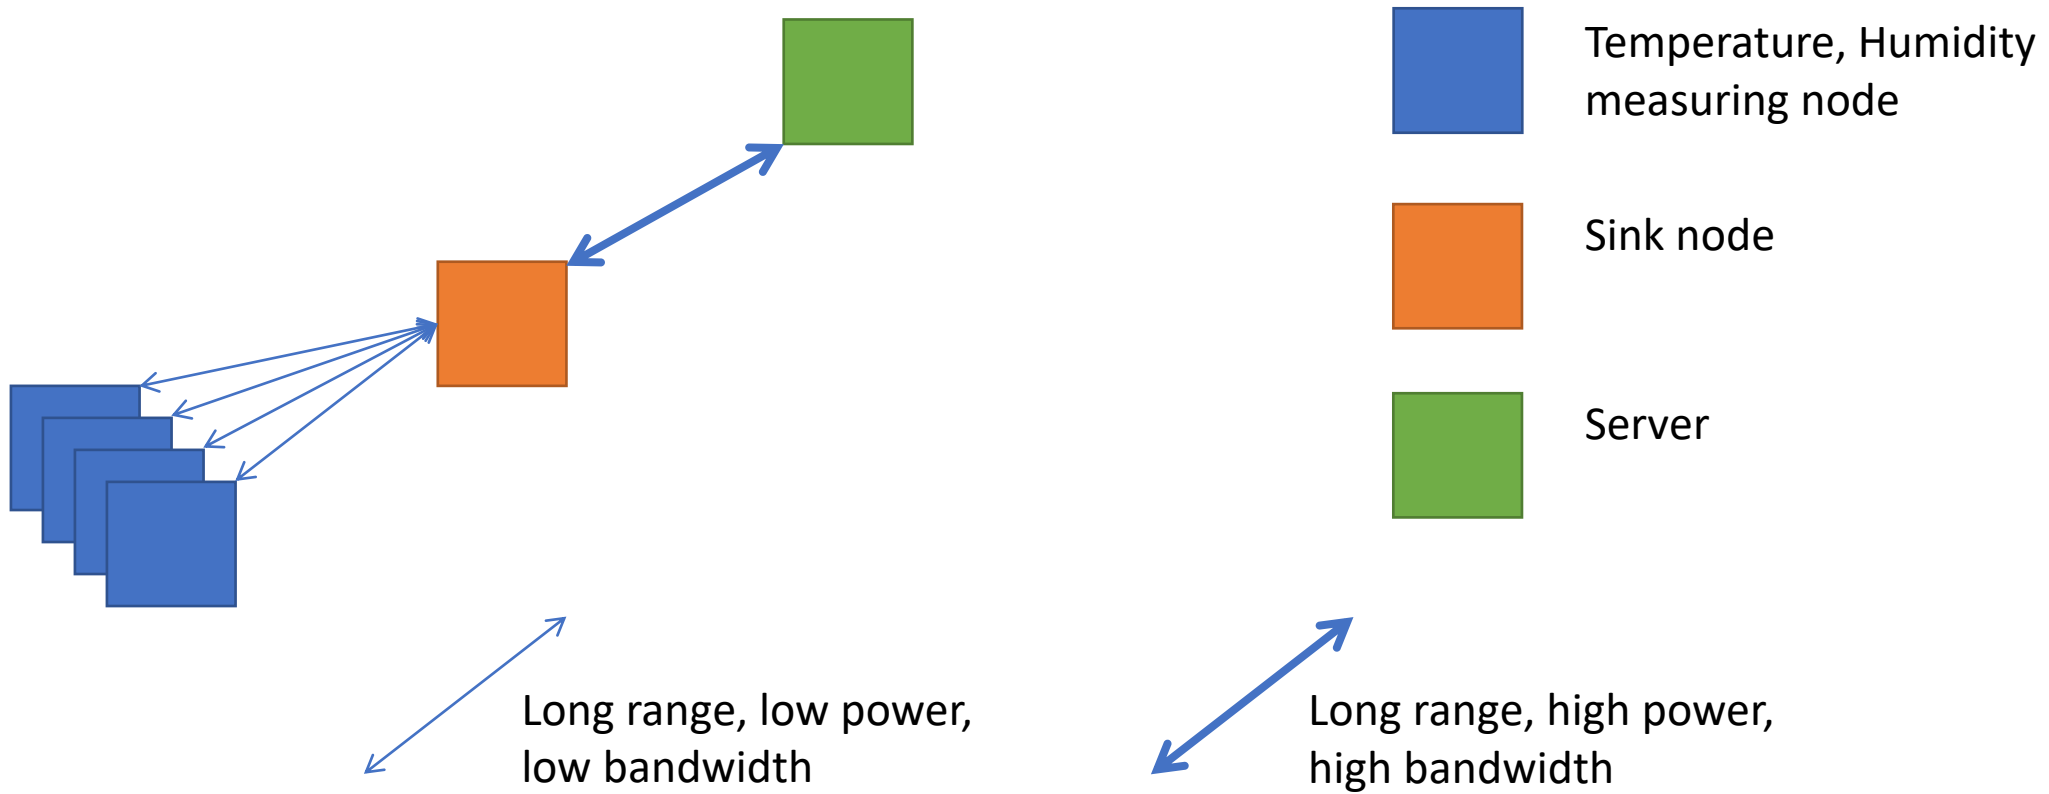 Temperature, Humidity
measuring node
Sink node
Server
Long range, low power,
low bandwidth
Long range, high power,
high bandwidth